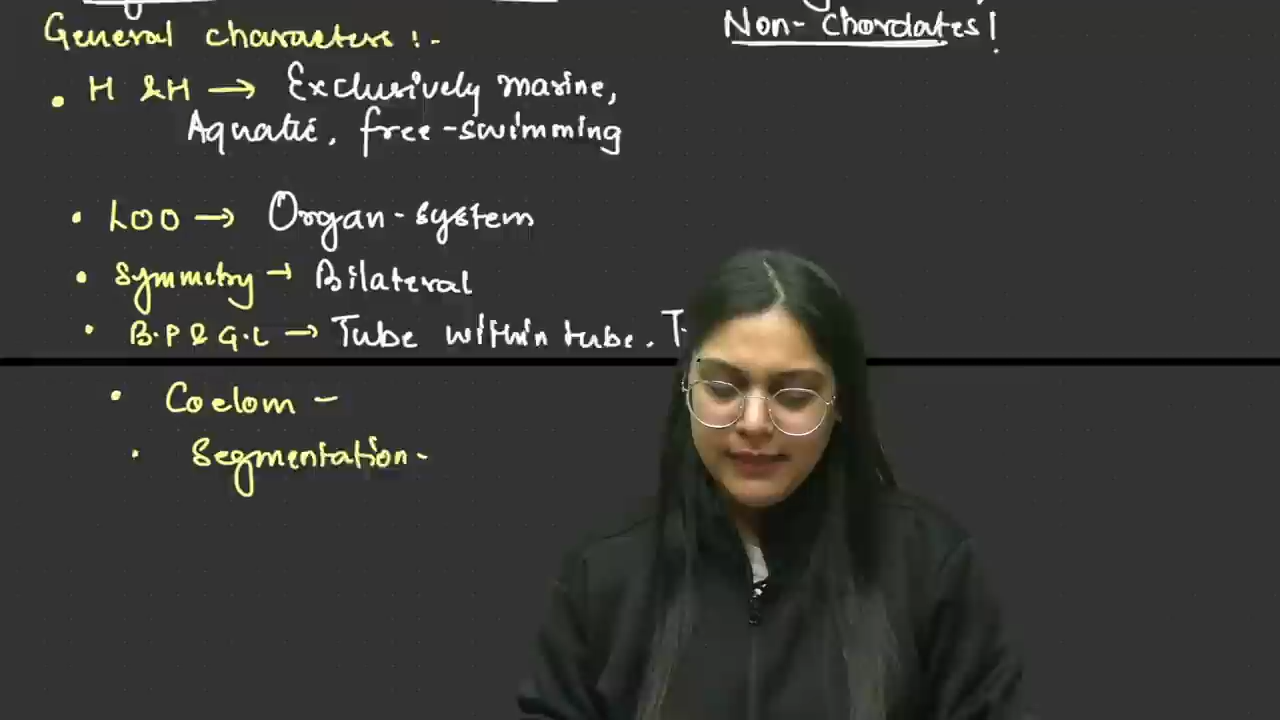 General characters :-
Non- Chordates!
• H & H → Exclusively marine,
Aquatic, free-swimming
• LOO → Organ-system
• Symmetry → Bilateral
• B.P & G.L → Tube within tube. T
• Coelom -
• Segmentation-